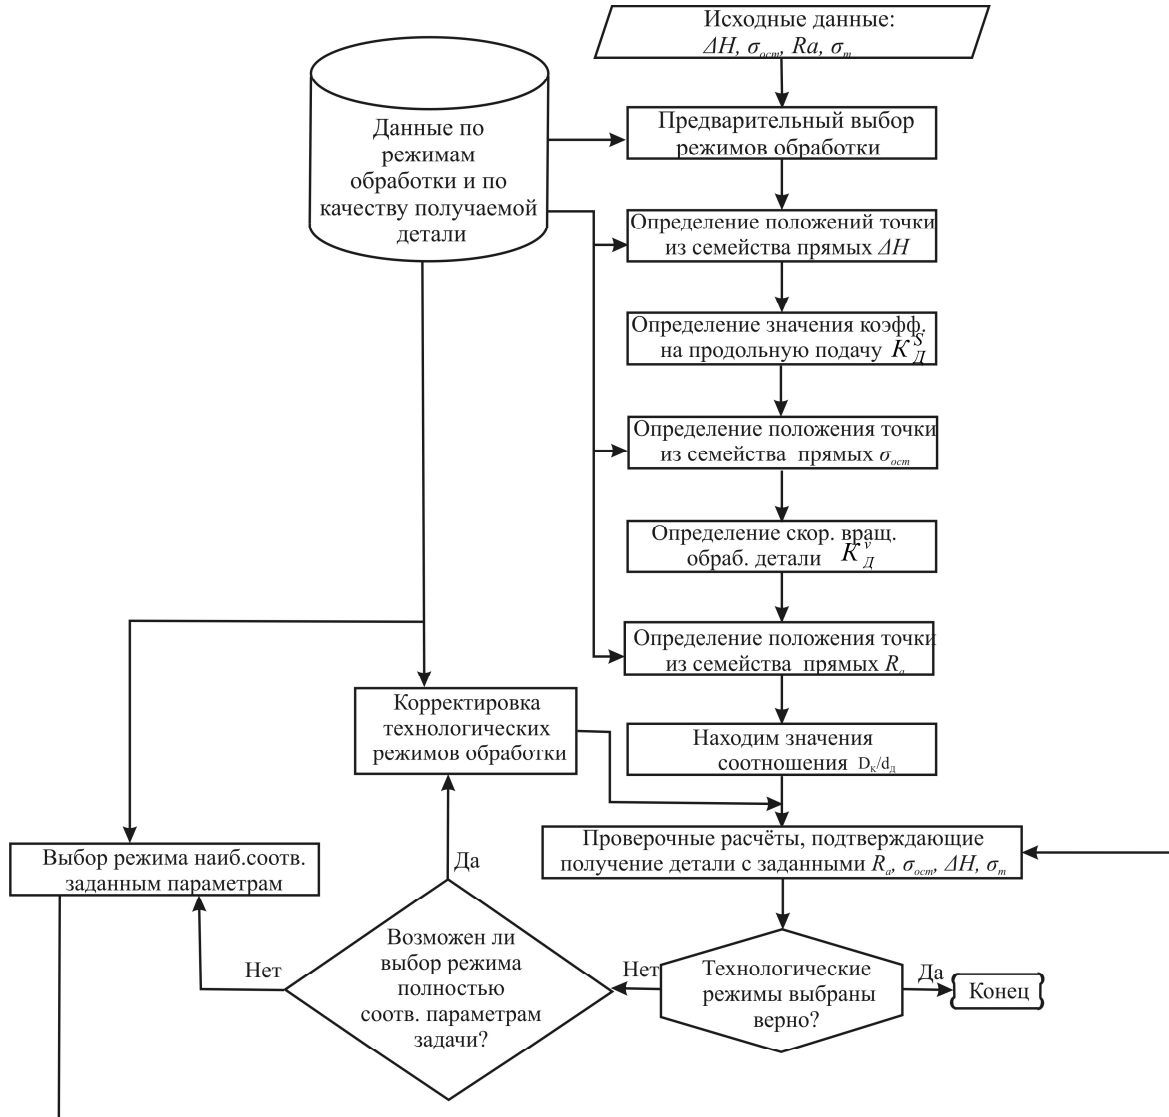 Исходные данные:
ΔH, σост, Ra, σт
Данные по
режимам
обработки и по
качеству получаемой
детали
Предварительный выбор
режимов обработки
Определение положений точки
из семейства прямых ΔH
Определение значения коэфф.
на продольную подачу K S Д
Определение положения точки
из семейства прямых σост
Определение скор. вращ.
обраб. детали K v Д
Определение положения точки
из семейства прямых Ra
Корректировка
технологических
режимов обработки
Находим значения
соотношения Dк/dд
Проверочные расчёты, подтверждающие
получение детали с заданными Ra, σост, ΔH, σт
Выбор режима наиб.соотв.
заданным параметрам
Да
Возможен ли
выбор режима
полностью
соотв. параметрам
задачи?
Нет
Нет
Технологические
режимы выбраны
верно?
Да
Конец